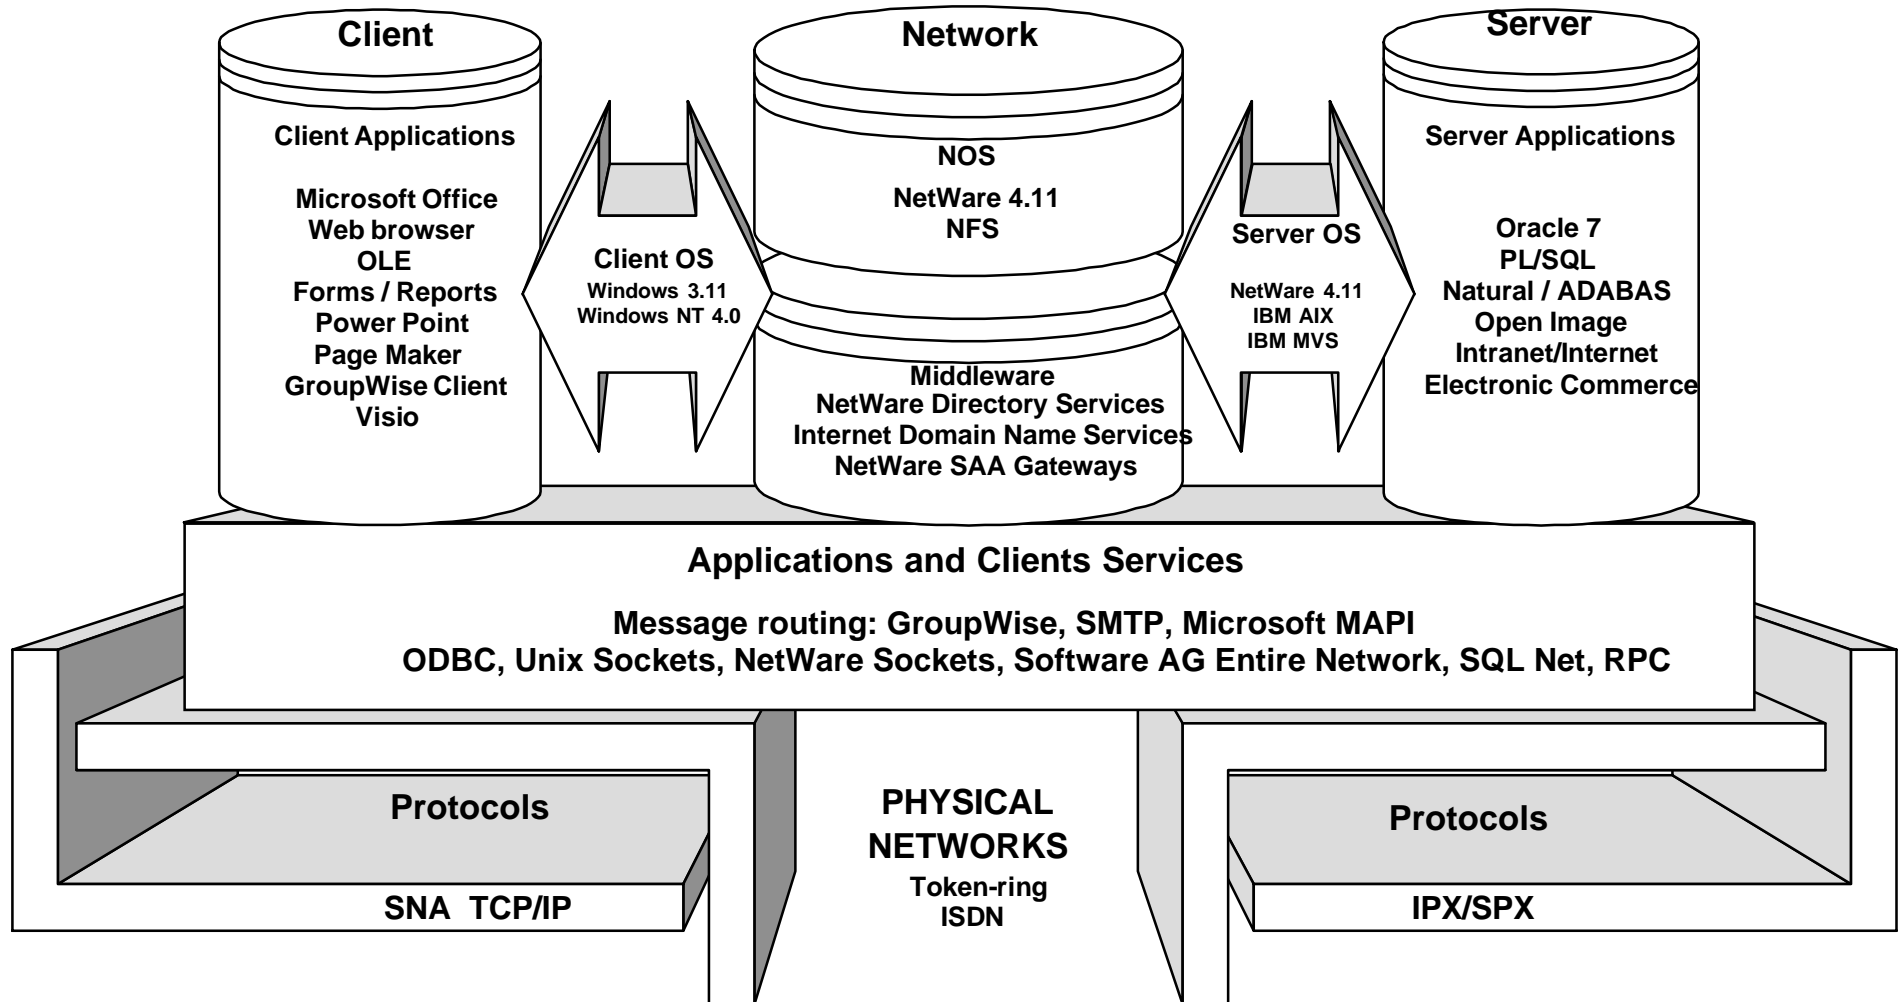 Client
Client Applications
Microsoft Office
Web browser
OLE
Forms / Reports
Power Point
Page Maker
GroupWise Client
Visio
Client OS
Windows 3.11
Windows NT 4.0
Network
NOS
NetWare 4.11
NFS
Middleware
NetWare Directory Services
Internet Domain Name Services
NetWare SAA Gateways
Server OS
NetWare 4.11
IBM AIX
IBM MVS
Server
Server Applications
Oracle 7
PL/SQL
Natural / ADABAS
Open Image
Intranet/Internet
Electronic Commerce
Applications and Clients Services
Message routing: GroupWise, SMTP, Microsoft MAPI
ODBC, Unix Sockets, NetWare Sockets, Software AG Entire Network, SQL Net, RPC
Protocols
SNA TCP/IP
PHYSICAL
NETWORKS
Token-ring
ISDN
Protocols
IPX/SPX